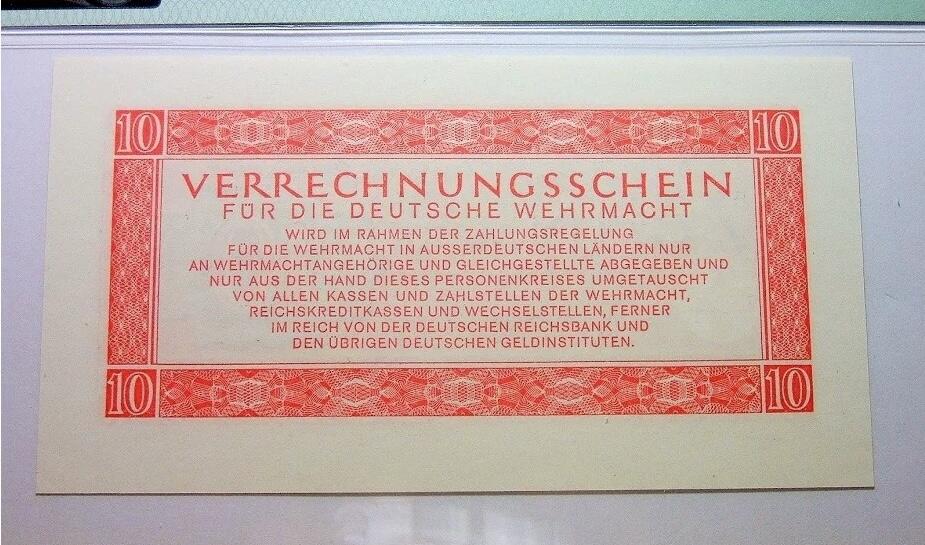 10 10
VERRECHNUNGSSCHEIN
FÜR DIE DEUTSCHE WEHRMACHT
WIRD IM RAHMEN DER ZAHLUNGSREGELUNG
FÜR DIE WEHRMACHT IN AUSSERDEUTSCHEN LÄNDERN NUR
AN WEHRMACHTANGEHÖRIGE UND GLEICHGESTELLTE ABGEGEBEN UND
NUR AUS DER HAND DIESES PERSONENKREISES UMGETAUSCHT
VON ALLEN KASSEN UND ZAHLSTELLEN DER WEHRMACHT,
REICHSKREDITKASSEN UND WECHSELSTELLEN, FERNER
IM REICH VON DER DEUTSCHEN REICHSBANK UND
DEN ÜBRIGEN DEUTSCHEN GELDINSTITUTEN.
10 10